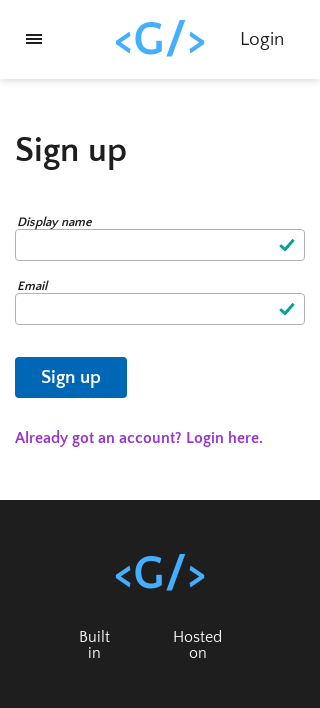 <G/>
Login
Sign up
Display name
Email
Sign up
Already got an account? Login here.
<G/>
Built
in
Hosted
on